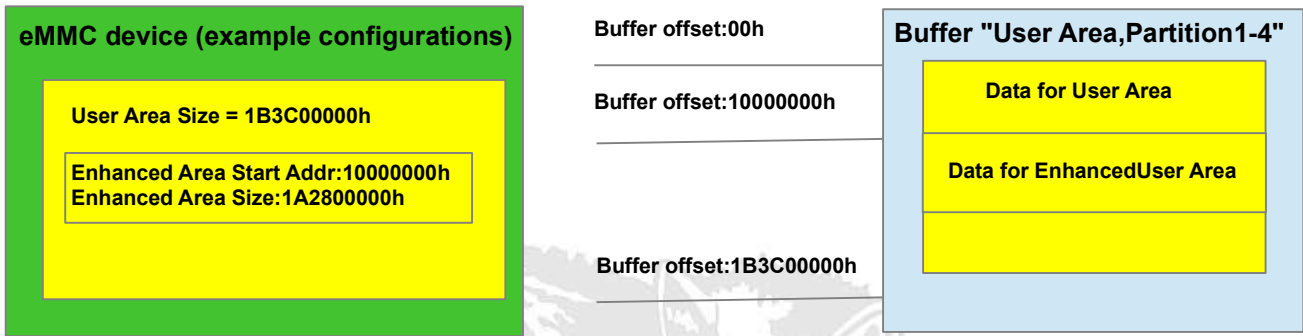 eMMC device (example configurations)
User Area Size = 1B3C00000h
Enhanced Area Start Addr:10000000h
Enhanced Area Size:1A2800000h
Buffer offset:00h
Buffer offset:10000000h
Buffer offset:1B3C00000h
Buffer "User Area,Partition1-4"
Data for User Area
Data for EnhancedUser Area